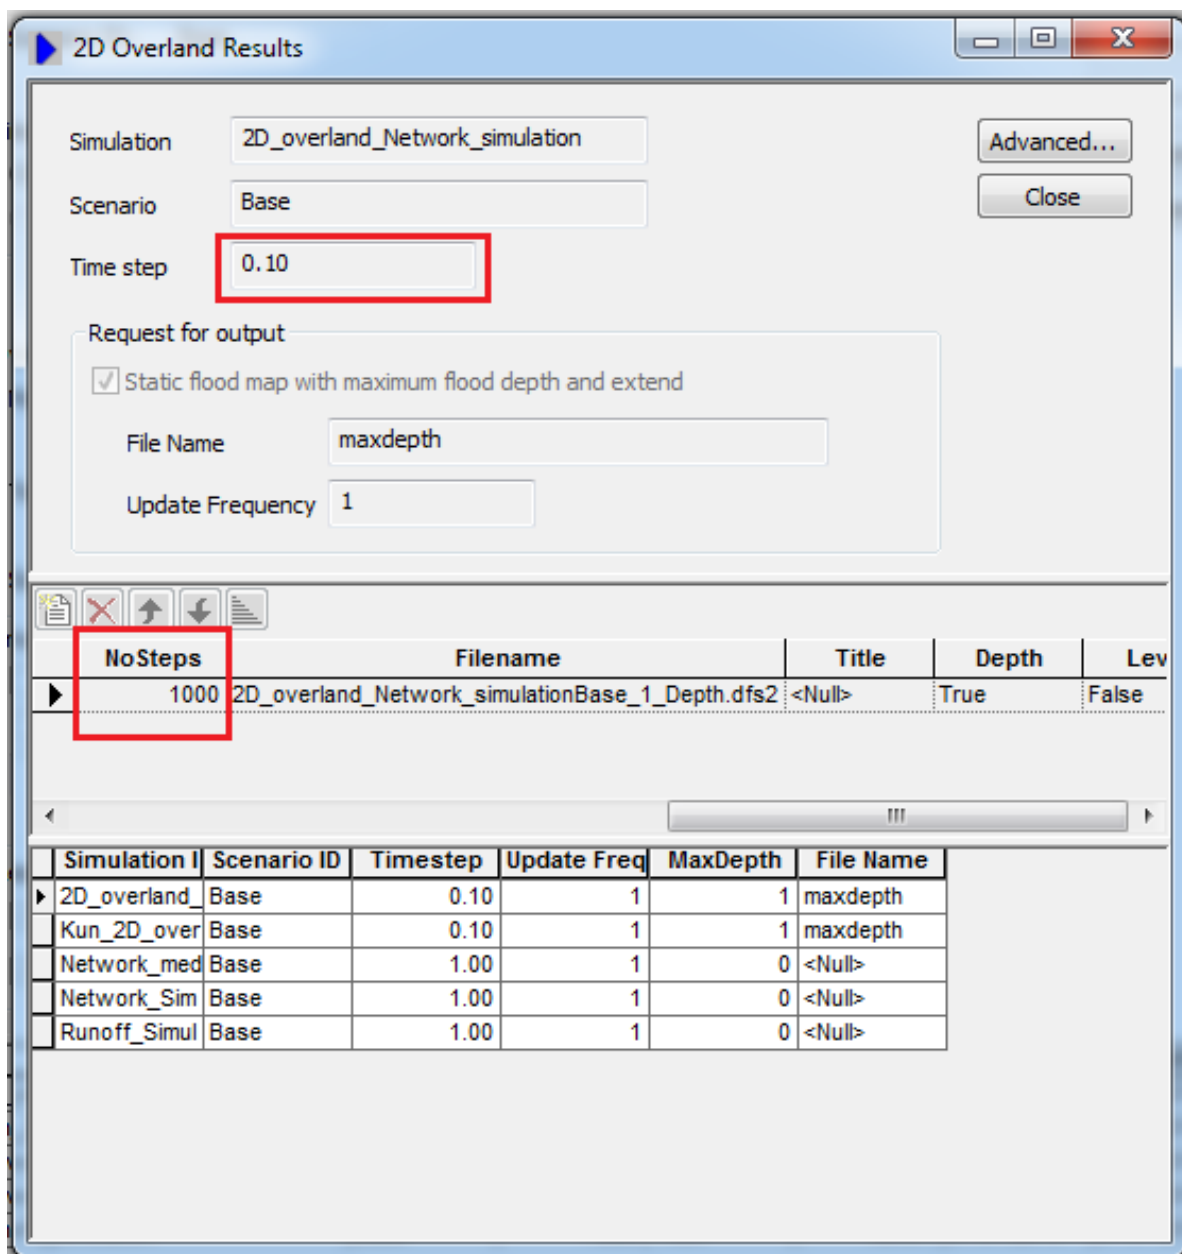 2D Overland Results
Simulation 2D_overland_Network_simulation Advanced...
Scenario Base Close
Time step 0.10
Request for output
Static flood map with maximum flood depth and extend
File Name maxdepth
Update Frequency 1
NoSteps Filename Title Depth Lev
1000 2D_overland_Network_simulationBase_1_Depth.dfs2 <Null> True False
Simulation I Scenario ID Timestep Update Freq MaxDepth File Name
2D_overland_ Base 0.10 1 1 maxdepth
Kun_2D_over Base 0.10 1 1 maxdepth
Network_med Base 1.00 1 0 <Null>
Network_Sim Base 1.00 1 0 <Null>
Runoff_Simul Base 1.00 1 0 <Null>